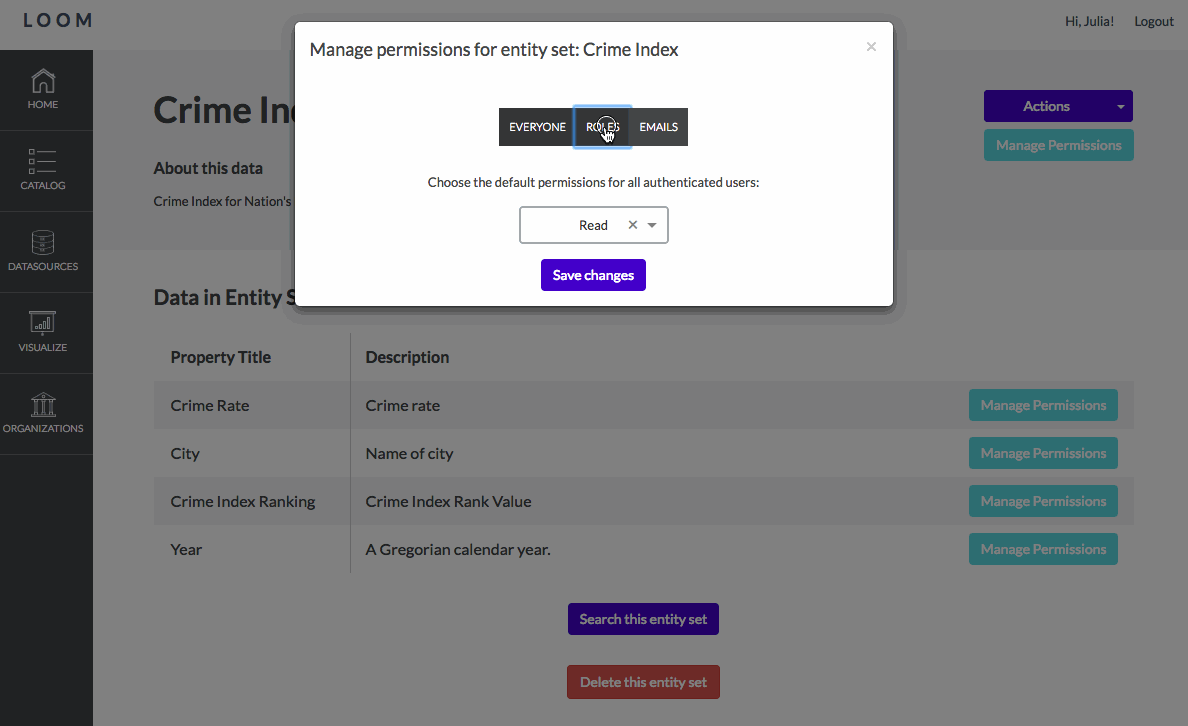 LOOM
Hi, Julia! Logout
HOME
CATALOG
DATASOURCES
VISUALIZE
ORGANIZATIONS
Manage permissions for entity set: Crime Index
×
EVERYONE ROLES EMAILS
Choose the default permissions for all authenticated users:
Read ×
Save changes
Crime In
Actions
Manage Permissions
About this data
Crime Index for Nation's
Data in Entity S
Property Title Description
Crime Rate Crime rate Manage Permissions
City Name of city Manage Permissions
Crime Index Ranking Crime Index Rank Value Manage Permissions
Year A Gregorian calendar year. Manage Permissions
Search this entity set
Delete this entity set